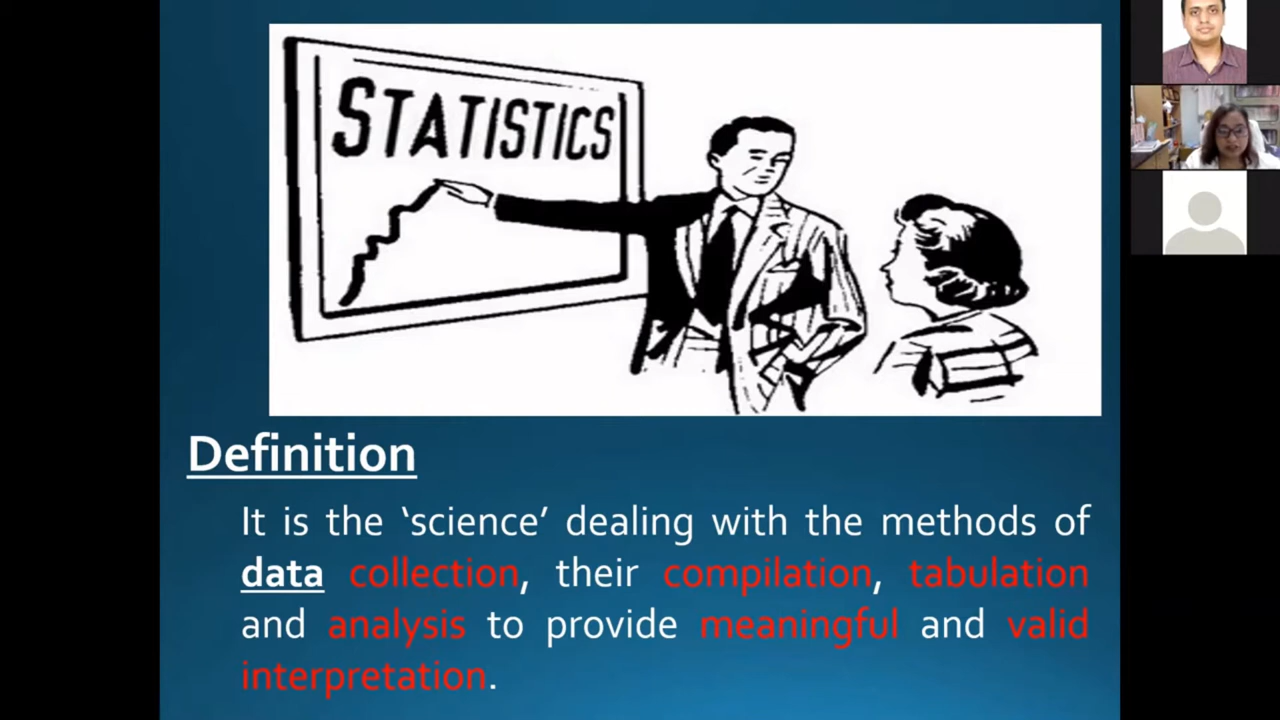 STATISTICS
Definition
It is the ‘science’ dealing with the methods of
data collection, their compilation, tabulation
and analysis to provide meaningful and valid
interpretation.